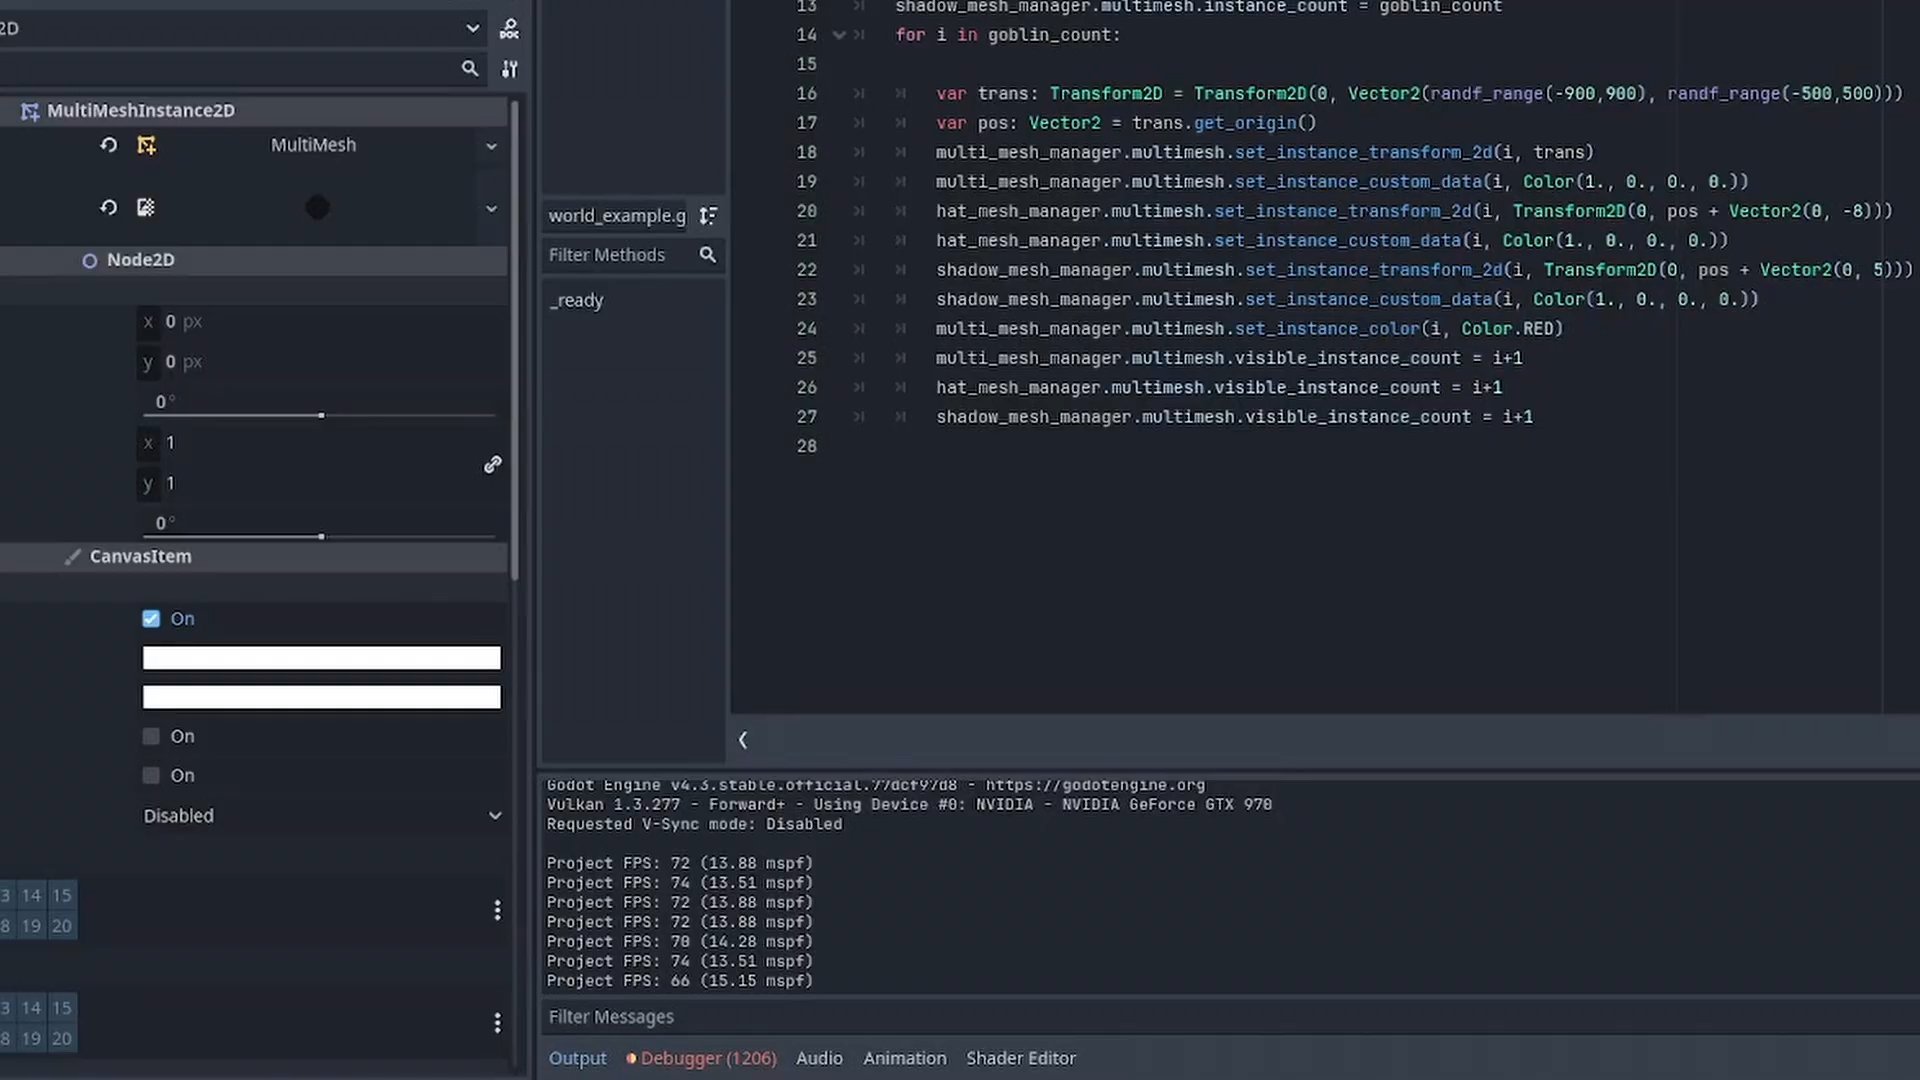 2D
MultiMeshInstance2D
MultiMesh
Node2D
x 0 px
y 0 px
0°
x 1
y 1
0°
CanvasItem
On
On
On
Disabled
3 14 15
8 19 20
3 14 15
8 19 20
world_example.g
Filter Methods
_ready
13 shadow_mesh_manager.multimesh.instance_count = goblin_count
14 for i in goblin_count:
15
16 var trans: Transform2D = Transform2D(0, Vector2(randf_range(-900,900), randf_range(-500,500)))
17 var pos: Vector2 = trans.get_origin()
18 multi_mesh_manager.multimesh.set_instance_transform_2d(i, trans)
19 multi_mesh_manager.multimesh.set_instance_custom_data(i, Color(1., 0., 0., 0.))
20 hat_mesh_manager.multimesh.set_instance_transform_2d(i, Transform2D(0, pos + Vector2(0, -8)))
21 hat_mesh_manager.multimesh.set_instance_custom_data(i, Color(1., 0., 0., 0.))
22 shadow_mesh_manager.multimesh.set_instance_transform_2d(i, Transform2D(0, pos + Vector2(0, 5)))
23 shadow_mesh_manager.multimesh.set_instance_custom_data(i, Color(1., 0., 0., 0.))
24 multi_mesh_manager.multimesh.set_instance_color(i, Color.RED)
25 multi_mesh_manager.multimesh.visible_instance_count = i+1
26 hat_mesh_manager.multimesh.visible_instance_count = i+1
27 shadow_mesh_manager.multimesh.visible_instance_count = i+1
28
Godot Engine v4.3.stable.official.77dcf97d8 - https://godotengine.org
Vulkan 1.3.277 - Forward+ - Using Device #0: NVIDIA - NVIDIA GeForce GTX 970
Requested V-Sync mode: Disabled
Project FPS: 72 (13.88 mspf)
Project FPS: 74 (13.51 mspf)
Project FPS: 72 (13.88 mspf)
Project FPS: 72 (13.88 mspf)
Project FPS: 70 (14.28 mspf)
Project FPS: 74 (13.51 mspf)
Project FPS: 66 (15.15 mspf)
Filter Messages
Output Debugger (1206) Audio Animation Shader Editor